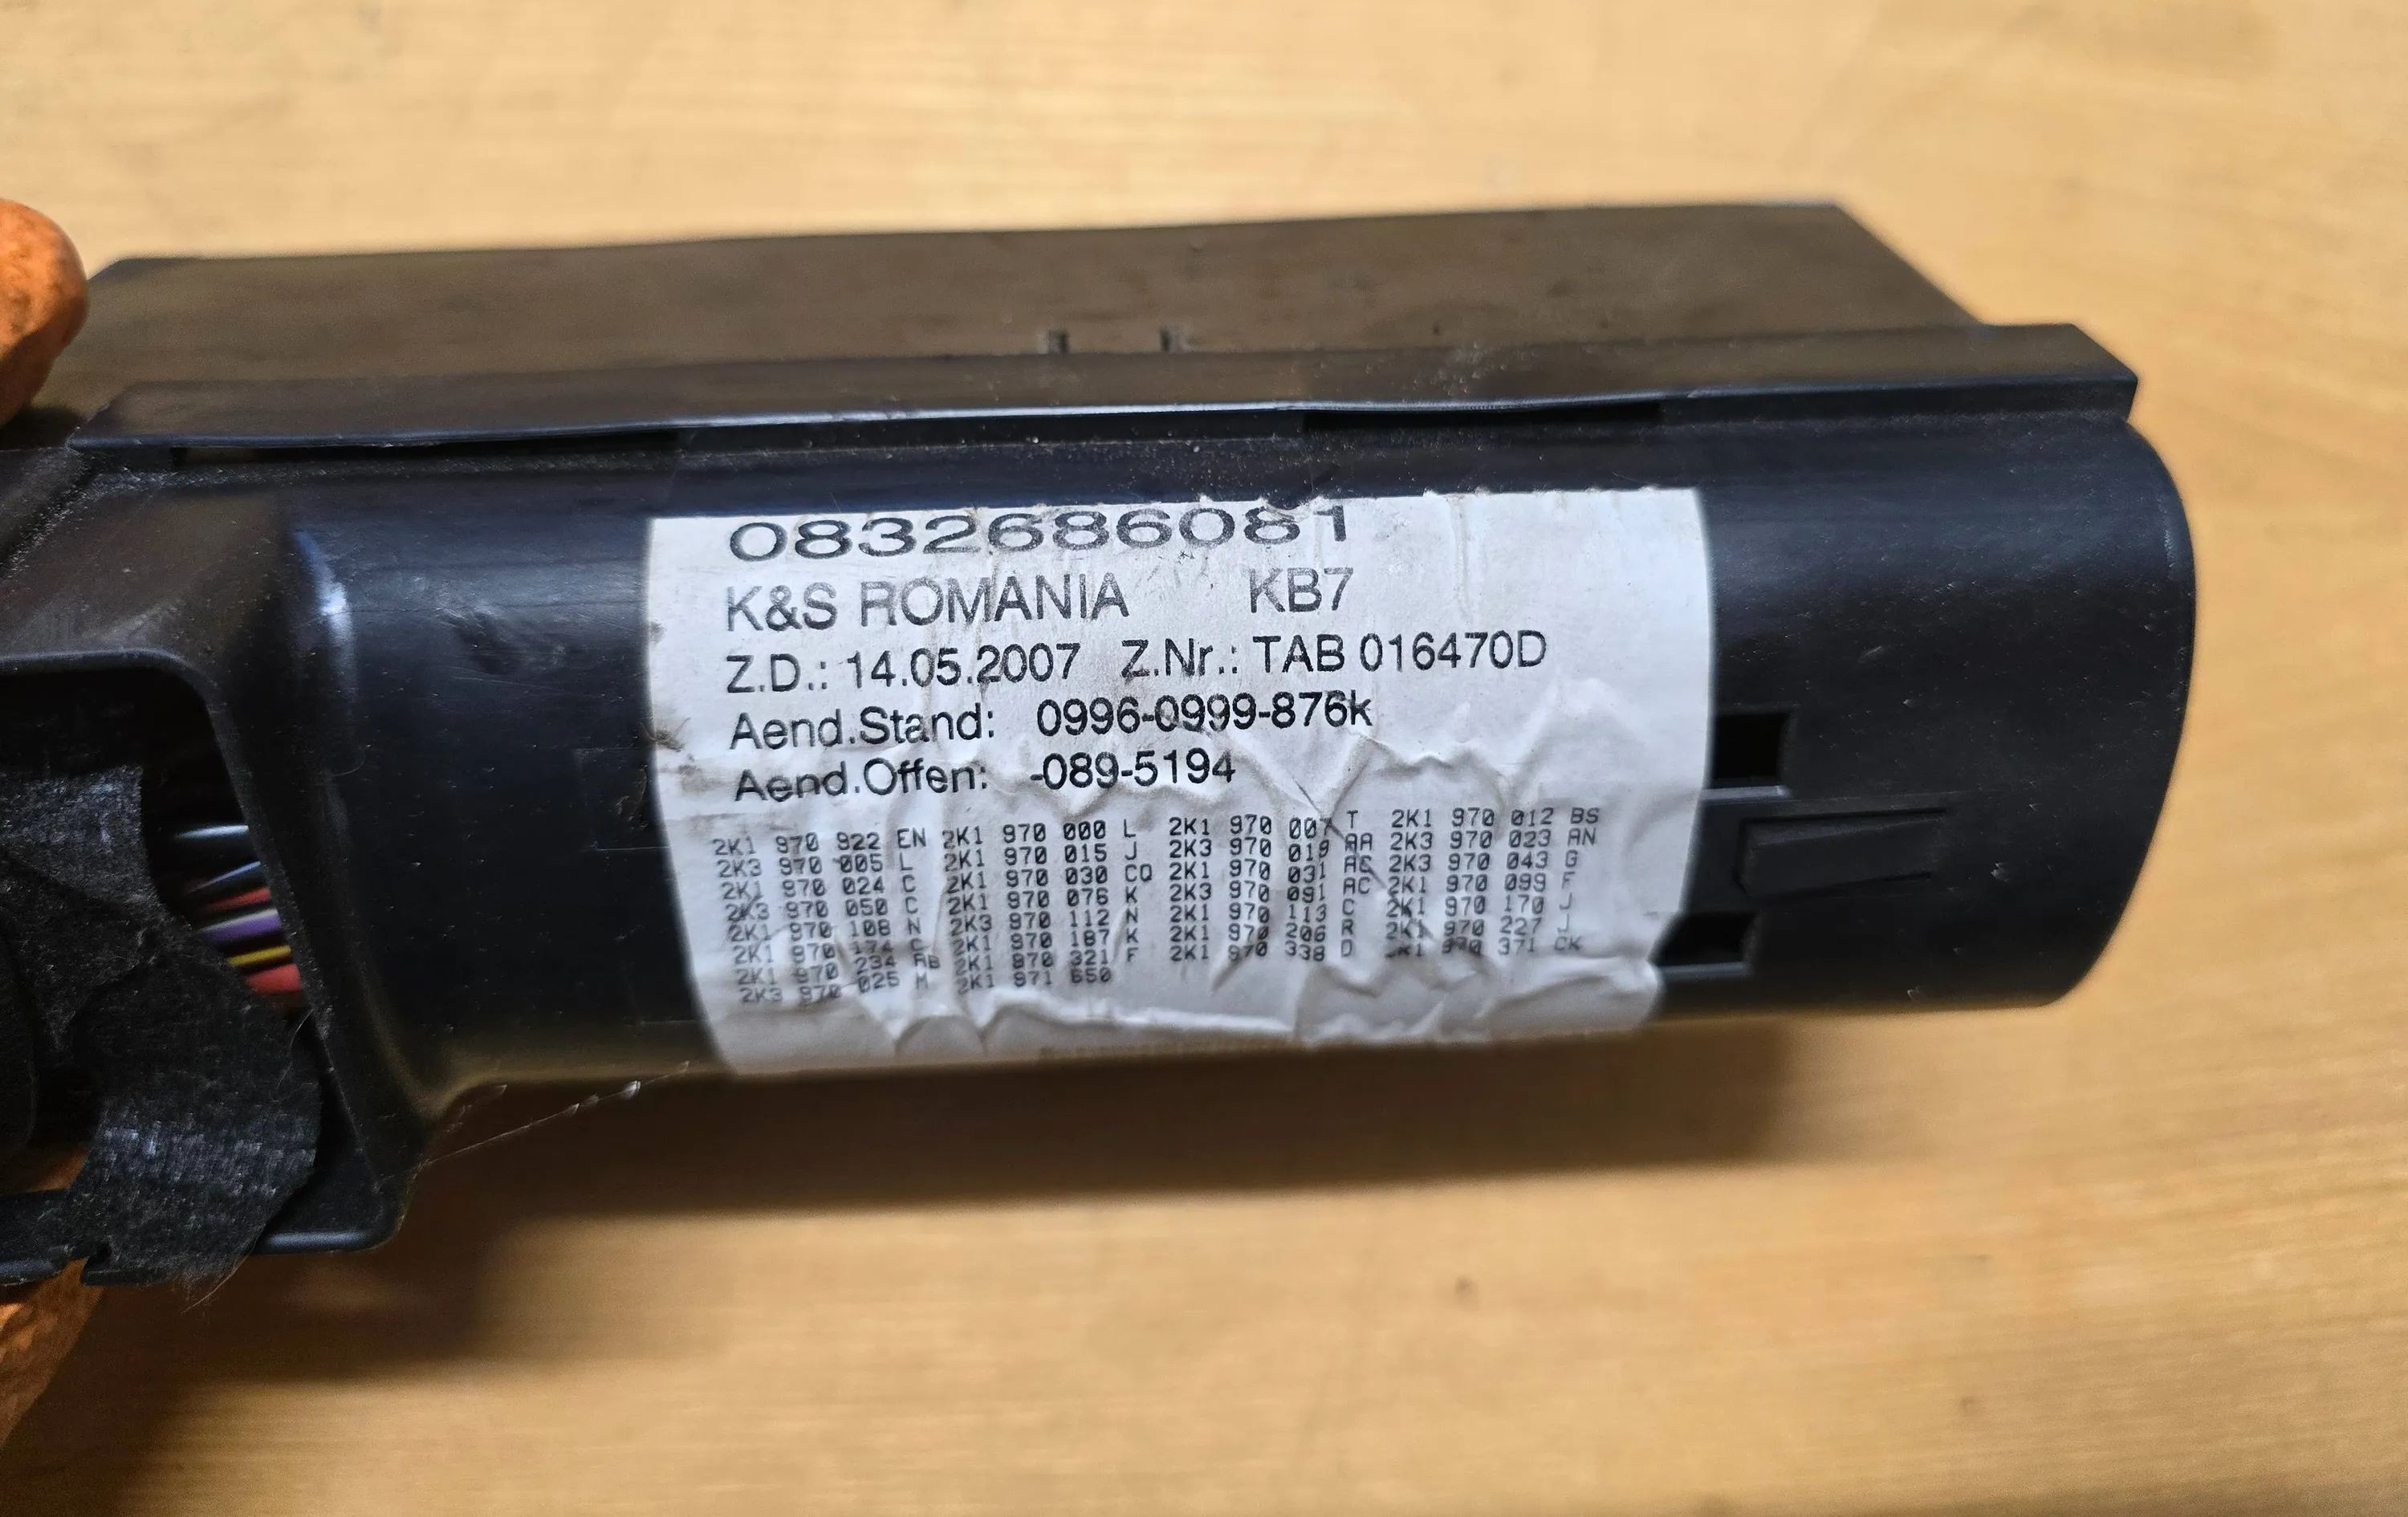 0832686081
K&S ROMANIA KB7
Z.D.: 14.05.2007 Z.Nr.: TAB 016470D
Aend.Stand: 0996-0999-876k
Aend.Offen: -089-5194
2K1 970 922 EN 2K1 970 000 L 2K1 970 007 T 2K1 970 012 BS
2K3 970 005 L 2K1 970 015 J 2K3 970 019 AA 2K3 970 023 AN
2K1 970 024 C 2K1 970 030 CQ 2K1 970 031 AC 2K3 970 043 G
2K3 970 050 C 2K1 970 076 K 2K3 970 091 AC 2K1 970 099 F
2K1 970 108 N 2K3 970 112 N 2K1 970 113 C 2K1 970 170 J
2K1 970 174 C 2K1 970 187 K 2K1 970 206 R 2K1 970 227 J
2K1 970 234 AB 2K1 970 321 F 2K1 970 338 D 2K1 970 371 CK
2K3 970 025 M 2K1 971 650